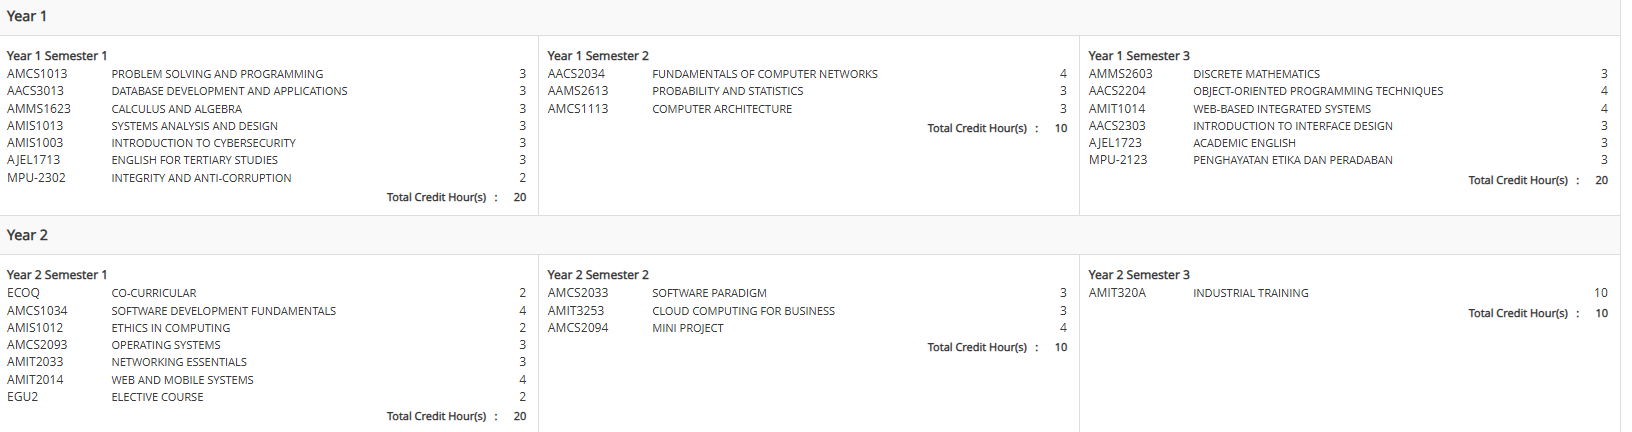 Year 1
Year 1 Semester 1
AMCS1013 PROBLEM SOLVING AND PROGRAMMING 3
AACS3013 DATABASE DEVELOPMENT AND APPLICATIONS 3
AMMS1623 CALCULUS AND ALGEBRA 3
AMIS1013 SYSTEMS ANALYSIS AND DESIGN 3
AMIS1003 INTRODUCTION TO CYBERSECURITY 3
AJEL1713 ENGLISH FOR TERTIARY STUDIES 3
MPU-2302 INTEGRITY AND ANTI-CORRUPTION 2
Total Credit Hour(s) : 20
Year 1 Semester 2
AACS2034 FUNDAMENTALS OF COMPUTER NETWORKS 4
AAMS2613 PROBABILITY AND STATISTICS 3
AMCS1113 COMPUTER ARCHITECTURE 3
Total Credit Hour(s) : 10
Year 1 Semester 3
AMMS2603 DISCRETE MATHEMATICS 3
AACS2204 OBJECT-ORIENTED PROGRAMMING TECHNIQUES 4
AMIT1014 WEB-BASED INTEGRATED SYSTEMS 4
AACS2303 INTRODUCTION TO INTERFACE DESIGN 3
AJEL1723 ACADEMIC ENGLISH 3
MPU-2123 PENGHAYATAN ETIKA DAN PERADABAN 3
Total Credit Hour(s) : 20
Year 2
Year 2 Semester 1
ECOQ CO-CURRICULAR 2
AMCS1034 SOFTWARE DEVELOPMENT FUNDAMENTALS 4
AMIS1012 ETHICS IN COMPUTING 2
AMCS2093 OPERATING SYSTEMS 3
AMIT2033 NETWORKING ESSENTIALS 3
AMIT2014 WEB AND MOBILE SYSTEMS 4
EGU2 ELECTIVE COURSE 2
Total Credit Hour(s) : 20
Year 2 Semester 2
AMCS2033 SOFTWARE PARADIGM 3
AMIT3253 CLOUD COMPUTING FOR BUSINESS 3
AMCS2094 MINI PROJECT 4
Total Credit Hour(s) : 10
Year 2 Semester 3
AMIT320A INDUSTRIAL TRAINING 10
Total Credit Hour(s) : 10